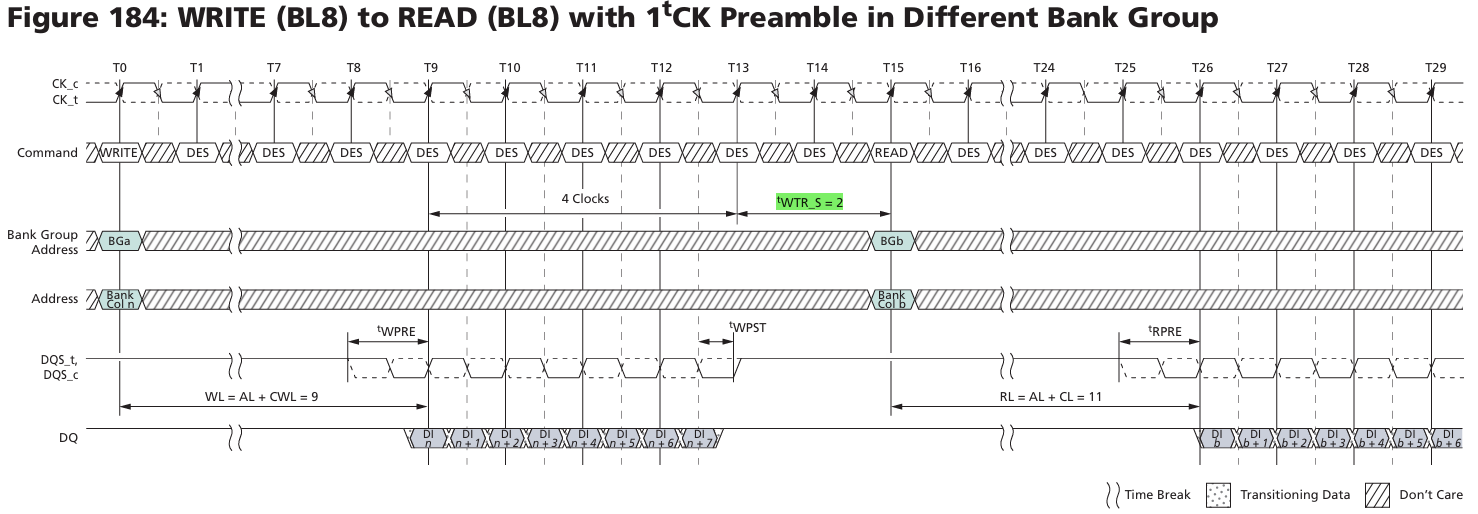 Figure 184: WRITE (BL8) to READ (BL8) with 1tCK Preamble in Different Bank Group
T0 T1 T7 T8 T9 T10 T11 T12 T13 T14 T15 T16 T24 T25 T26 T27 T28 T29
CK_c
CK_t
Command WRITE DES DES DES DES DES DES DES DES DES READ DES DES DES DES DES DES DES
4 Clocks tWTR_S = 2
Bank Group
Address
BGa BGb
Address
Bank
Col n
Bank
Col b
tWPRE tWPST tRPRE
DQS_t,
DQS_c
WL = AL + CWL = 9 RL = AL + CL = 11
DQ
DI
n
DI
n + 1
DI
n + 2
DI
n + 3
DI
n + 4
DI
n + 5
DI
n + 6
DI
n + 7
DI
b
DI
b + 1
DI
b + 2
DI
b + 3
DI
b + 4
DI
b + 5
DI
b + 6
Time Break Transitioning Data Don't Care